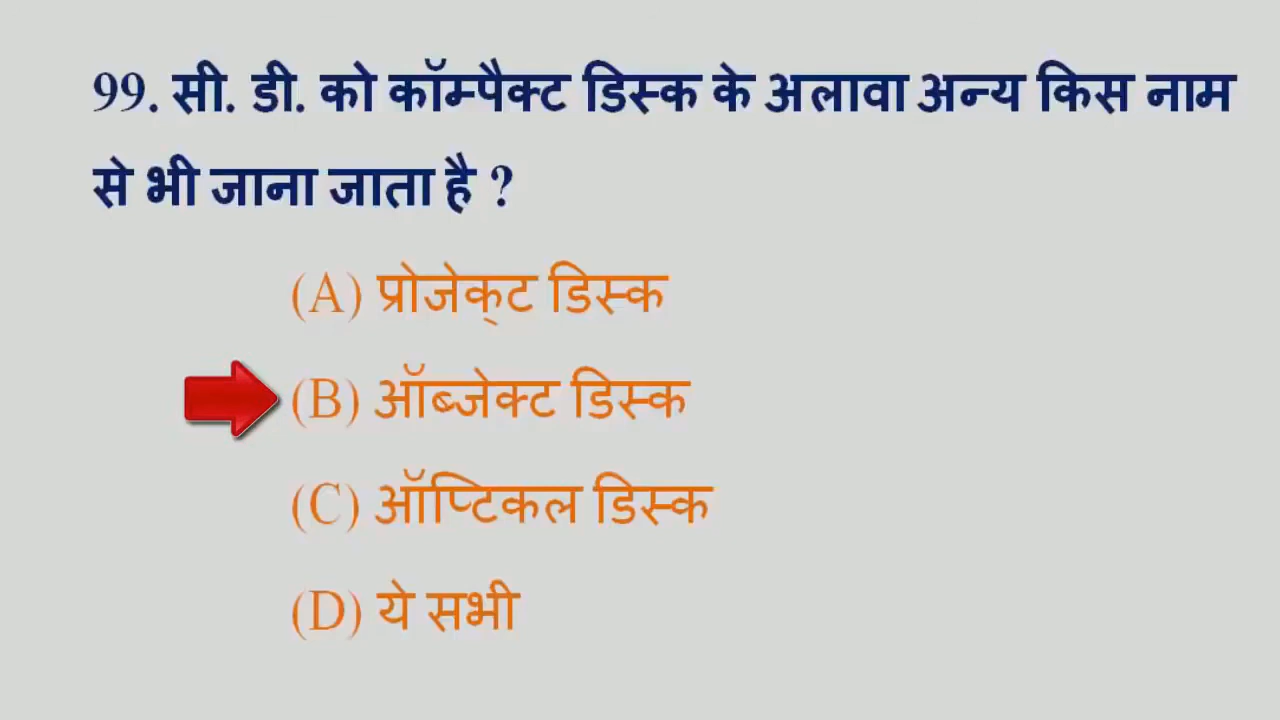 99. सी. डी. को कॉम्पैक्ट डिस्क के अलावा अन्य किस नाम
से भी जाना जाता है ?
(A) प्रोजेक्‌ट डिस्क
(B) ऑब्जेक्ट डिस्क
(C) ऑप्टिकल डिस्क
(D) ये सभी